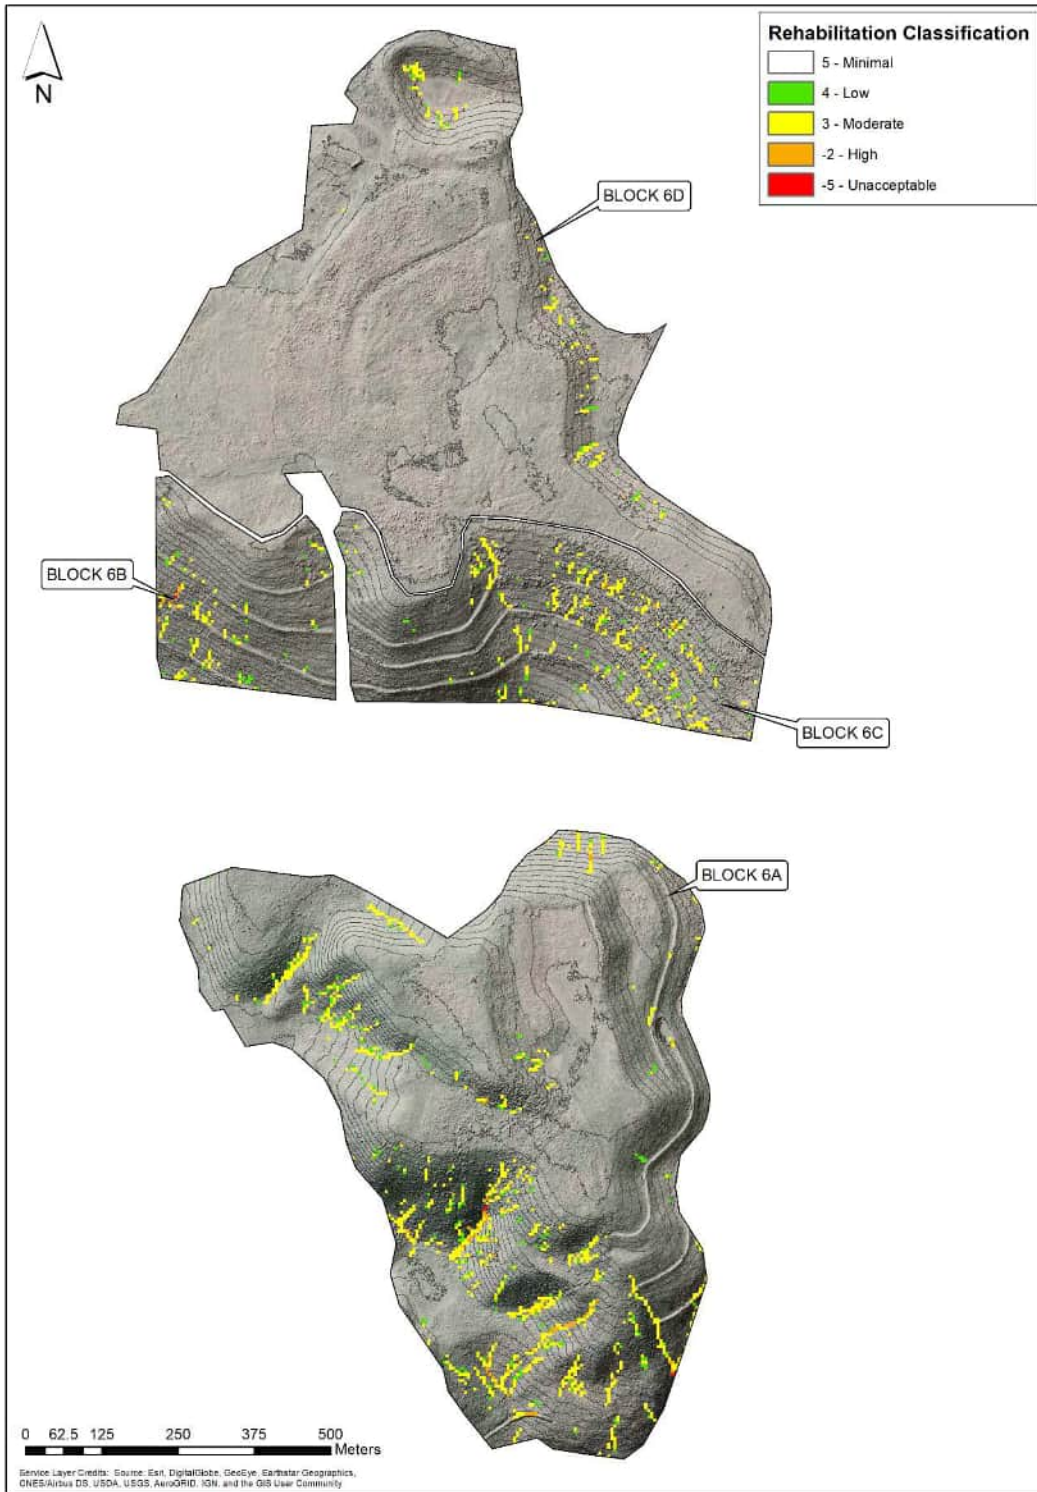 Rehabilitation Classification
5 - Minimal
4 - Low
3 - Moderate
-2 - High
-5 - Unacceptable
N
BLOCK 6D
BLOCK 6B
BLOCK 6C
BLOCK 6A
0 62.5 125 250 375 500
Meters
Service Layer Credits: Source: Esri, DigitalGlobe, GeoEye, Earthstar Geographics,
CNES/Airbus DS, USDA, USGS, AeroGRID, IGN, and the GIS User Community